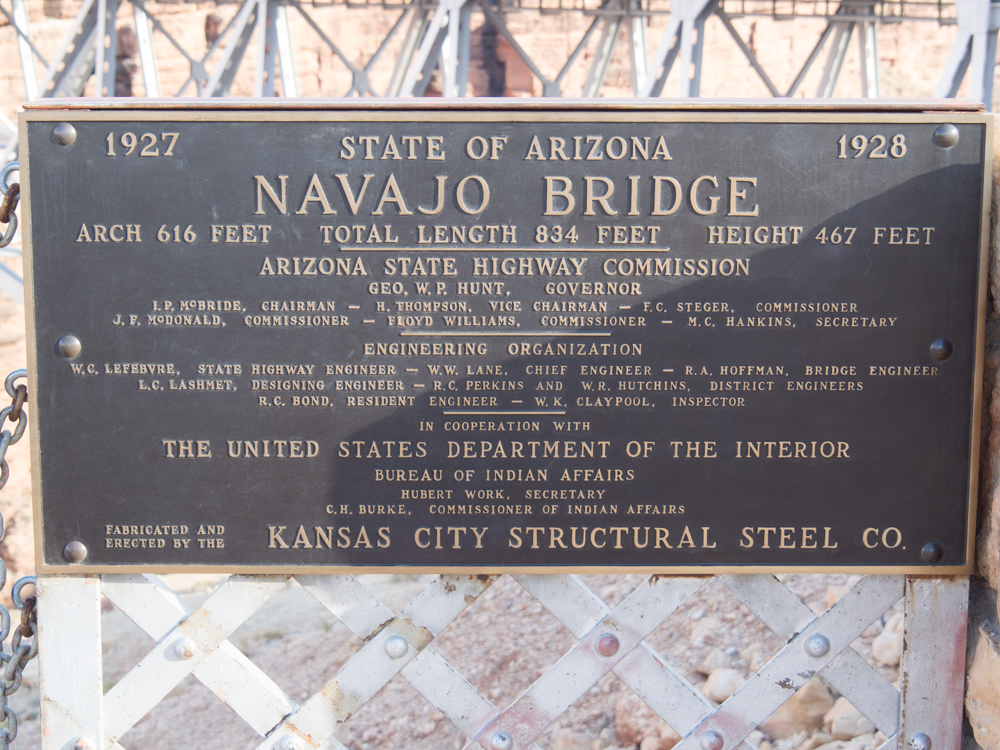 1927 STATE OF ARIZONA 1928
NAVAJO BRIDGE
ARCH 616 FEET TOTAL LENGTH 834 FEET HEIGHT 467 FEET
ARIZONA STATE HIGHWAY COMMISSION
GEO. W. P. HUNT, GOVERNOR
I. P. McBRIDE, CHAIRMAN — H. THOMPSON, VICE CHAIRMAN — F.C. STEGER, COMMISSIONER
J. F. McDONALD, COMMISSIONER — FLOYD WILLIAMS, COMMISSIONER — M.C. HANKINS, SECRETARY
ENGINEERING ORGANIZATION
W.C. LEFEBVRE, STATE HIGHWAY ENGINEER — W.W. LANE, CHIEF ENGINEER — R.A. HOFFMAN, BRIDGE ENGINEER
L.C. LASHMET, DESIGNING ENGINEER — R.C. PERKINS AND W.R. HUTCHINS, DISTRICT ENGINEERS
R.C. BOND, RESIDENT ENGINEER — W.K. CLAYPOOL, INSPECTOR
IN COOPERATION WITH
THE UNITED STATES DEPARTMENT OF THE INTERIOR
BUREAU OF INDIAN AFFAIRS
HUBERT WORK, SECRETARY
C.H. BURKE, COMMISSIONER OF INDIAN AFFAIRS
FABRICATED AND
ERECTED BY THE
KANSAS CITY STRUCTURAL STEEL CO.